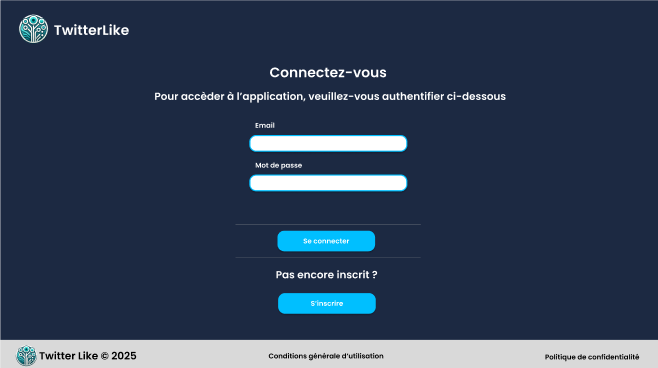 TwitterLike
Connectez-vous
Pour accèder à l'application, veuillez-vous authentifier ci-dessous
Email
Mot de passe
Se connecter
Pas encore inscrit ?
S'inscrire
Twitter Like © 2025
Conditions générale d'utilisation
Politique de confidentialité